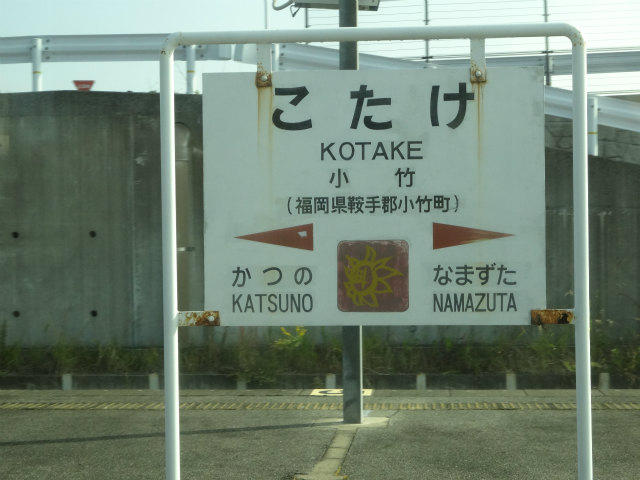 こたけ
KOTAKE
小竹
(福岡県鞍手郡小竹町)
かつの なまずた
KATSUNO NAMAZUTA